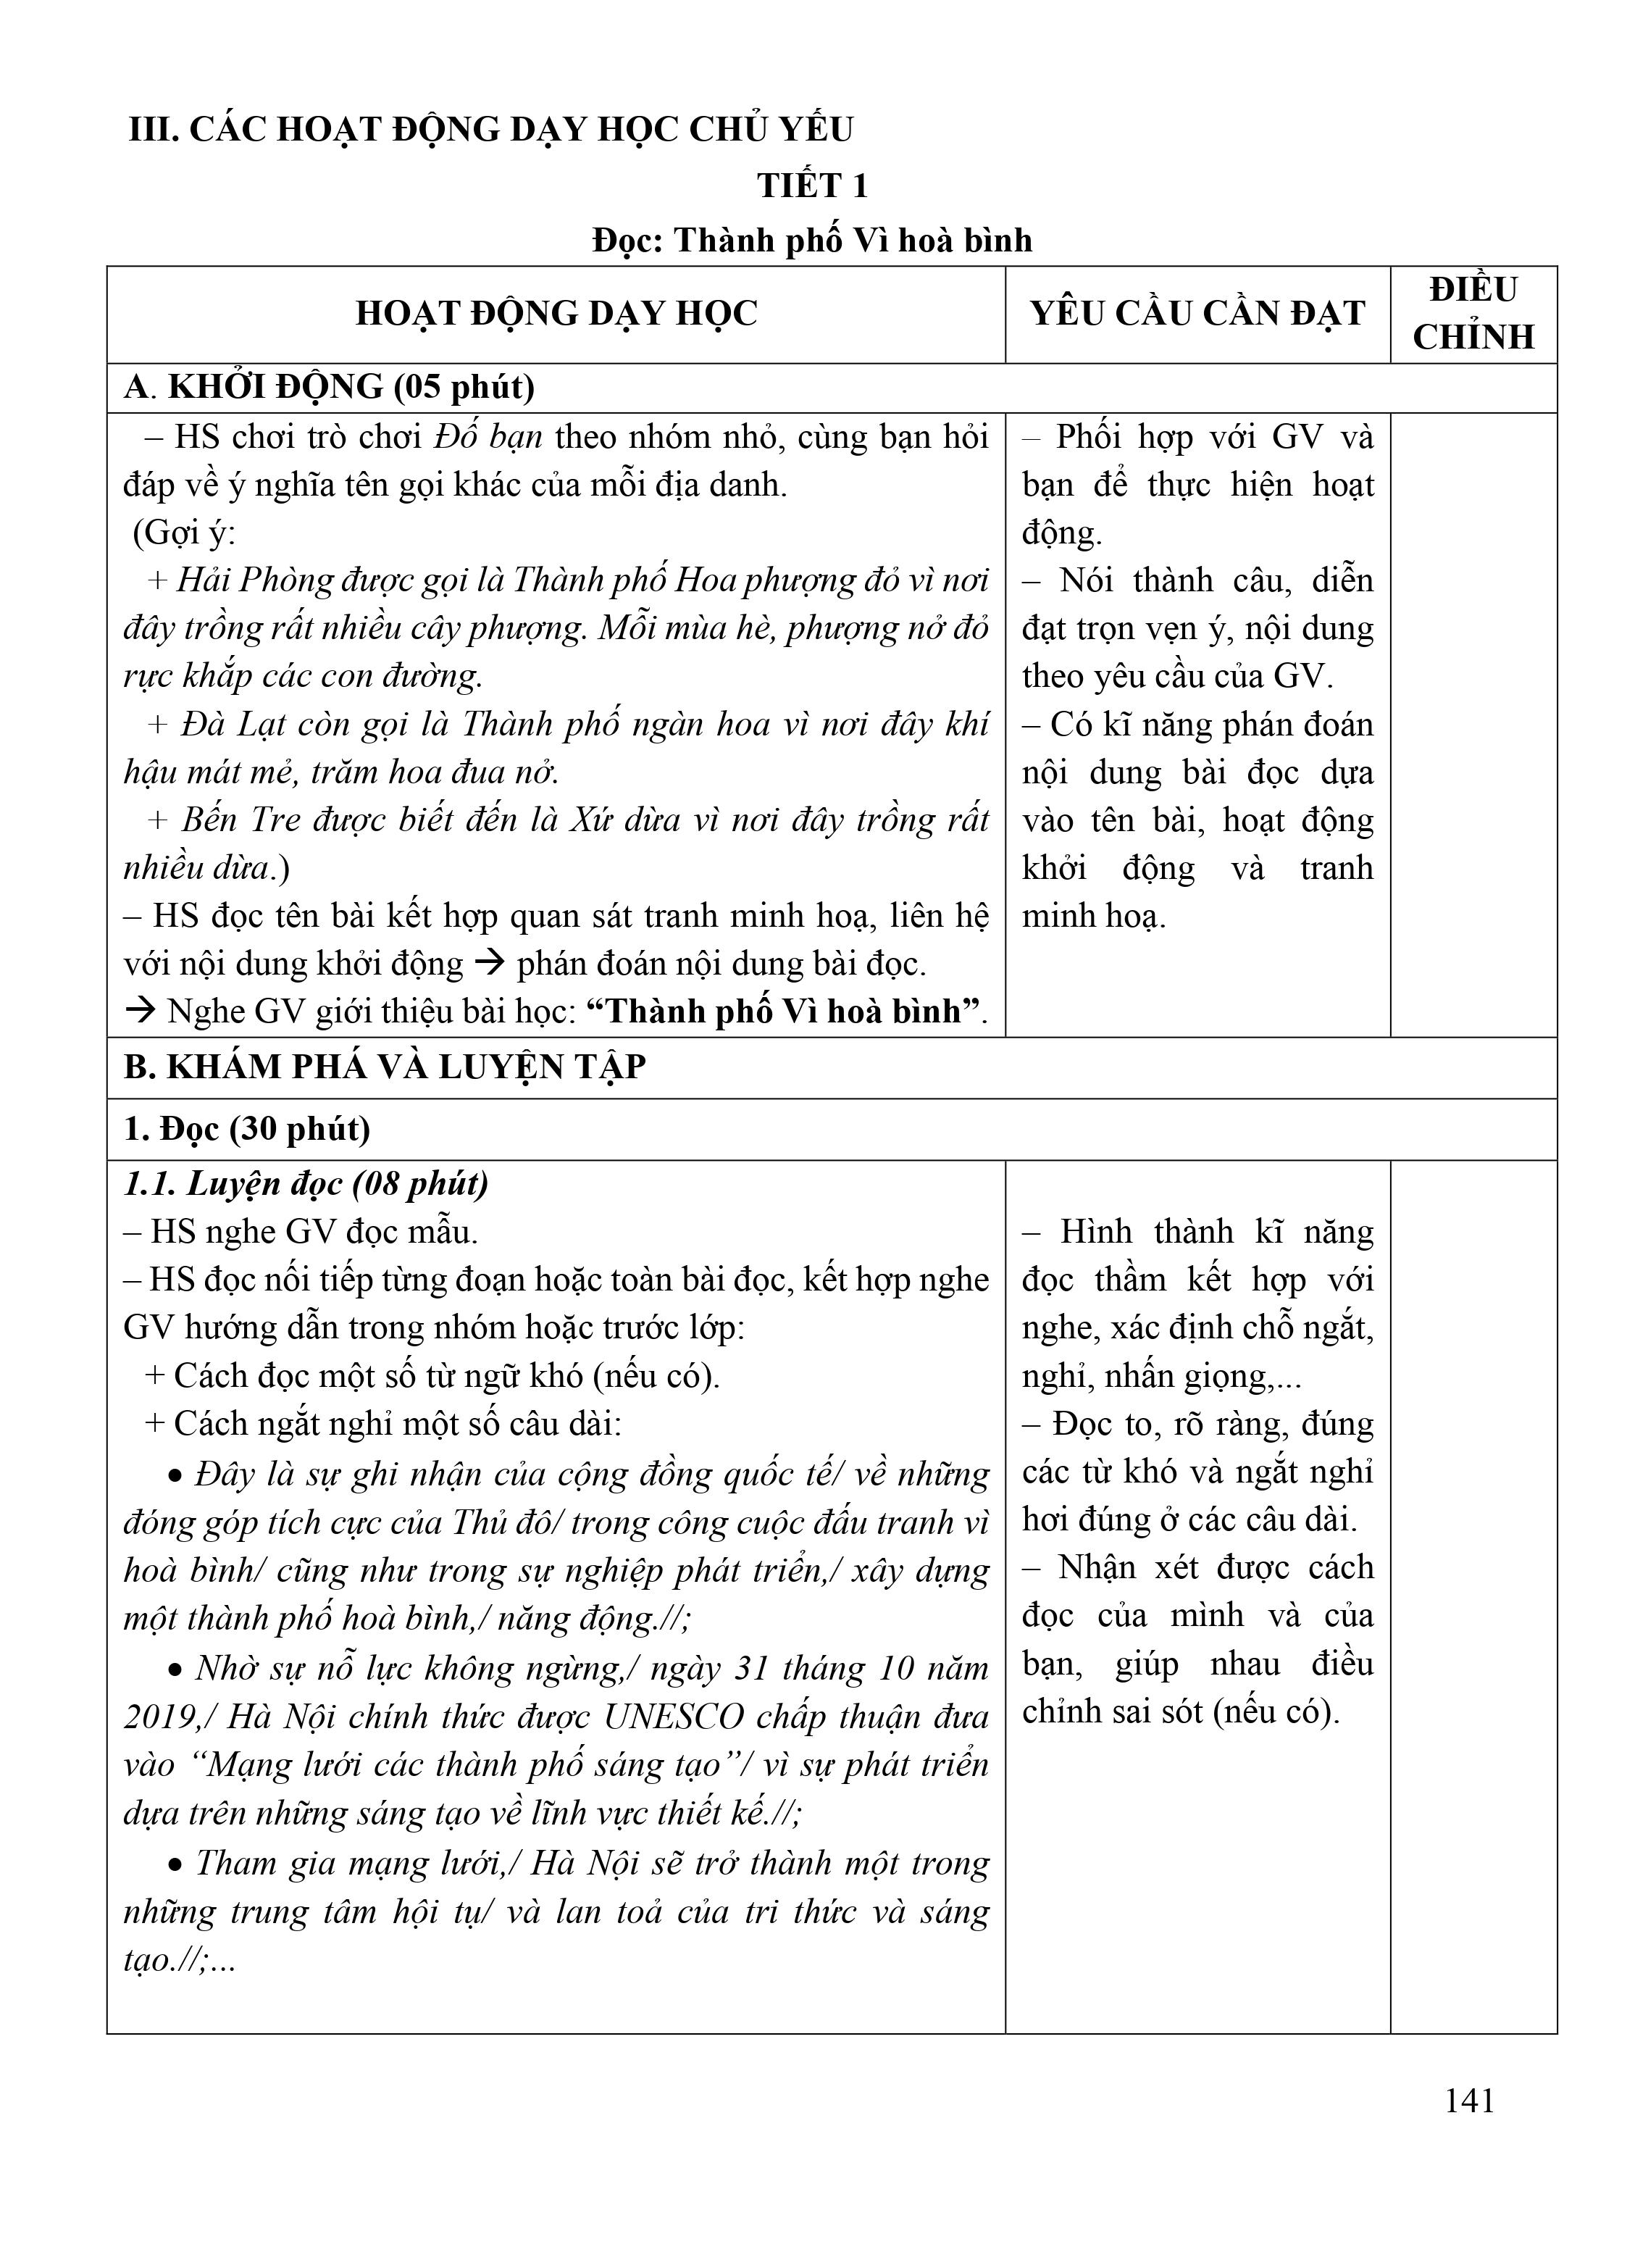 III. CÁC HOẠT ĐỘNG DẠY HỌC CHỦ YẾU
TIẾT 1
Đọc: Thành phố Vì hoà bình
HOẠT ĐỘNG DẠY HỌC
YÊU CẦU CẦN ĐẠT
ĐIỀU
CHỈNH
A. KHỞI ĐỘNG (05 phút)
– HS chơi trò chơi Đố bạn theo nhóm nhỏ, cùng bạn hỏi
đáp về ý nghĩa tên gọi khác của mỗi địa danh.
(Gợi ý:
+ Hải Phòng được gọi là Thành phố Hoa phượng đỏ vì nơi
đây trồng rất nhiều cây phượng. Mỗi mùa hè, phượng nở đỏ
rực khắp các con đường.
+ Đà Lạt còn gọi là Thành phố ngàn hoa vì nơi đây khí
hậu mát mẻ, trăm hoa đua nở.
+ Bến Tre được biết đến là Xứ dừa vì nơi đây trồng rất
nhiều dừa.)
– HS đọc tên bài kết hợp quan sát tranh minh hoạ, liên hệ
với nội dung khởi động → phán đoán nội dung bài đọc.
→ Nghe GV giới thiệu bài học: “Thành phố Vì hoà bình”.
– Phối hợp với GV và
bạn để thực hiện hoạt
động.
– Nói thành câu, diễn
đạt trọn vẹn ý, nội dung
theo yêu cầu của GV.
– Có kĩ năng phán đoán
nội dung bài đọc dựa
vào tên bài, hoạt động
khởi động và tranh
minh hoạ.
B. KHÁM PHÁ VÀ LUYỆN TẬP
1. Đọc (30 phút)
1.1. Luyện đọc (08 phút)
– HS nghe GV đọc mẫu.
– HS đọc nối tiếp từng đoạn hoặc toàn bài đọc, kết hợp nghe
GV hướng dẫn trong nhóm hoặc trước lớp:
+ Cách đọc một số từ ngữ khó (nếu có).
+ Cách ngắt nghỉ một số câu dài:
• Đây là sự ghi nhận của cộng đồng quốc tế/ về những
đóng góp tích cực của Thủ đô/ trong công cuộc đấu tranh vì
hoà bình/ cũng như trong sự nghiệp phát triển,/ xây dựng
một thành phố hoà bình,/ năng động.//;
• Nhờ sự nỗ lực không ngừng,/ ngày 31 tháng 10 năm
2019,/ Hà Nội chính thức được UNESCO chấp thuận đưa
vào “Mạng lưới các thành phố sáng tạo”/ vì sự phát triển
dựa trên những sáng tạo về lĩnh vực thiết kế.//;
• Tham gia mạng lưới,/ Hà Nội sẽ trở thành một trong
những trung tâm hội tụ/ và lan toả của tri thức và sáng
tạo.//;...
– Hình thành kĩ năng
đọc thầm kết hợp với
nghe, xác định chỗ ngắt,
nghỉ, nhấn giọng,...
– Đọc to, rõ ràng, đúng
các từ khó và ngắt nghỉ
hơi đúng ở các câu dài.
– Nhận xét được cách
đọc của mình và của
bạn, giúp nhau điều
chỉnh sai sót (nếu có).
141